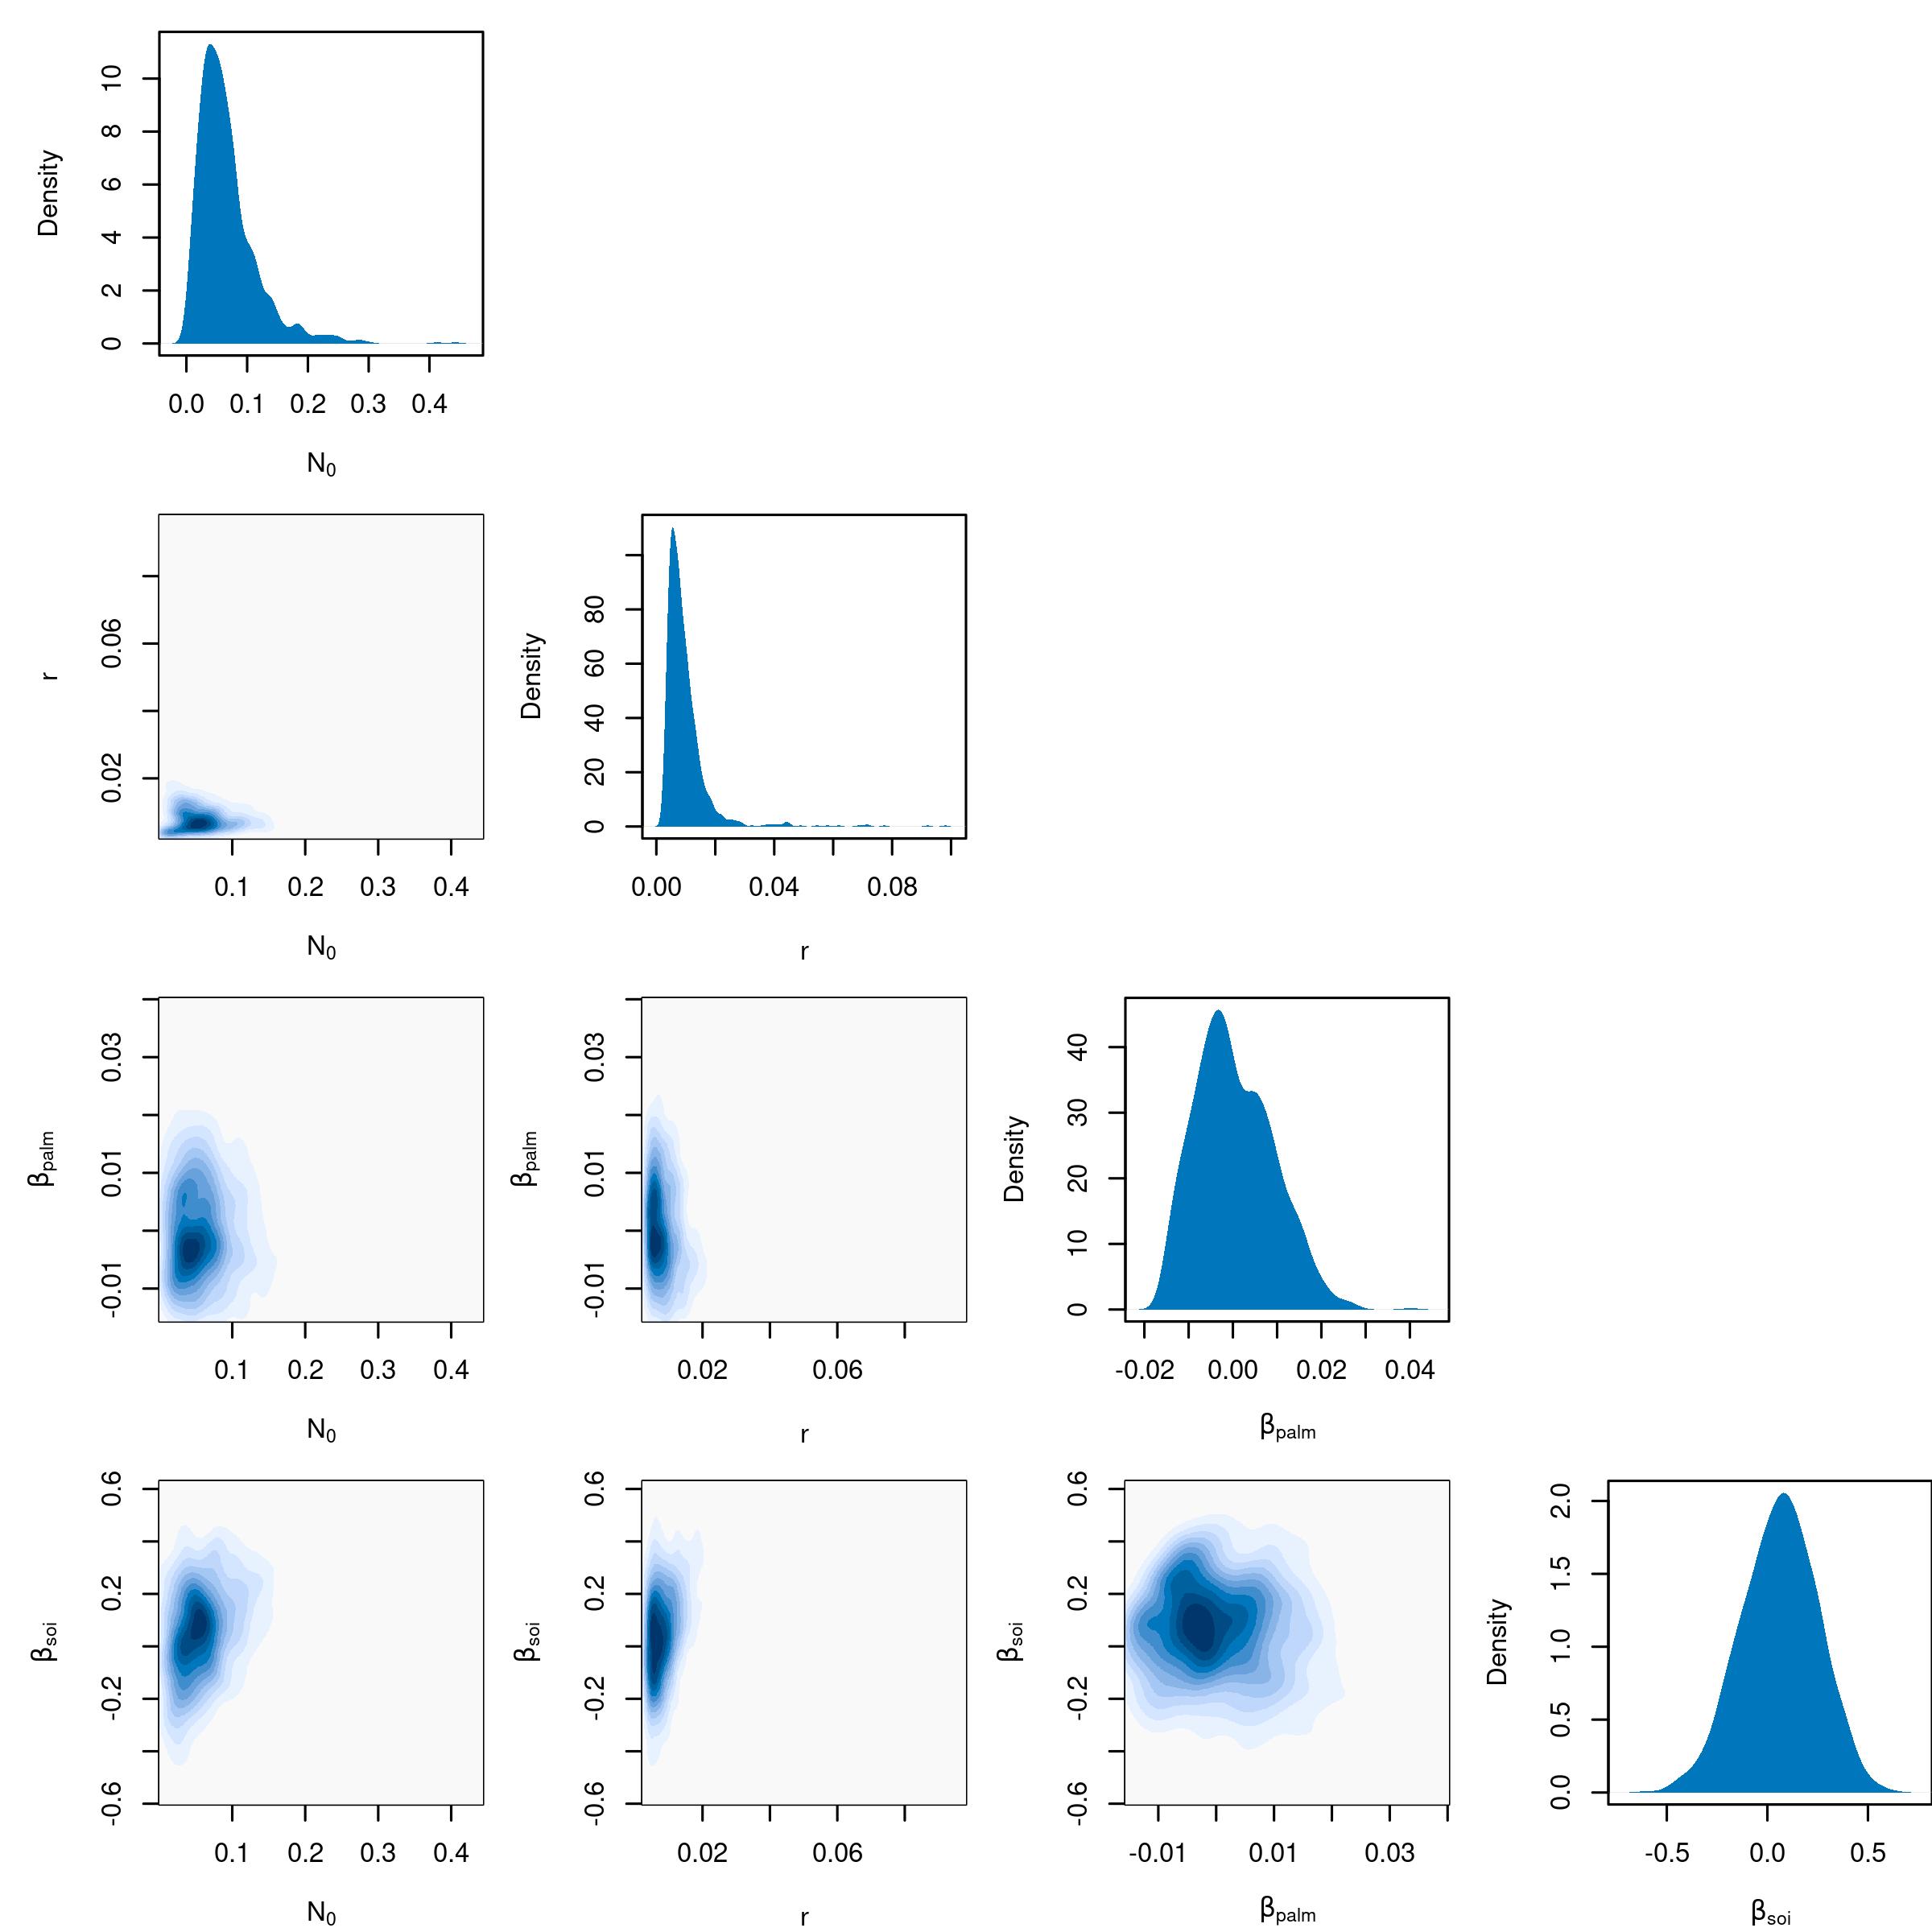 Density
0 2 4 6 8 10
0.0 0.1 0.2 0.3 0.4
N₀
r
0.02 0.06
0.1 0.2 0.3 0.4
N₀
Density
0 20 40 60 80
0.00 0.04 0.08
r
βpalm
-0.01 0.01 0.03
0.1 0.2 0.3 0.4
N₀
βpalm
-0.01 0.01 0.03
0.02 0.06
r
Density
0 10 20 30 40
-0.02 0.00 0.02 0.04
βpalm
βsoi
-0.6 -0.2 0.2 0.6
0.1 0.2 0.3 0.4
N₀
βsoi
-0.6 -0.2 0.2 0.6
0.02 0.06
r
βsoi
-0.6 -0.2 0.2 0.6
-0.01 0.01 0.03
βpalm
Density
0.0 0.5 1.0 1.5 2.0
-0.5 0.0 0.5
βsoi